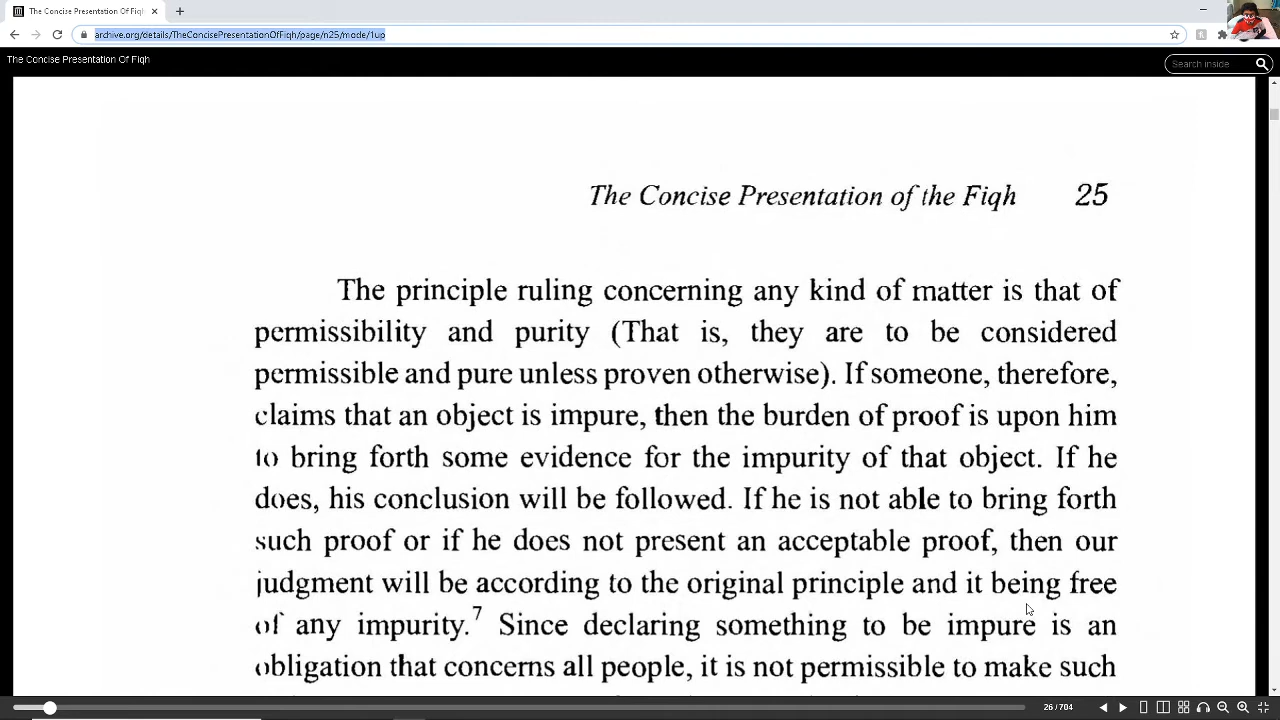 The Concise Presentation Of Fiqh
archive.org/details/TheConcisePresentationOfFiqh/page/n25/mode/1up
The Concise Presentation Of Fiqh
Search inside
The Concise Presentation of the Fiqh 25
The principle ruling concerning any kind of matter is that of
permissibility and purity (That is, they are to be considered
permissible and pure unless proven otherwise). If someone, therefore,
claims that an object is impure, then the burden of proof is upon him
to bring forth some evidence for the impurity of that object. If he
does, his conclusion will be followed. If he is not able to bring forth
such proof or if he does not present an acceptable proof, then our
judgment will be according to the original principle and it being free
of any impurity.7 Since declaring something to be impure is an
obligation that concerns all people, it is not permissible to make such
26 / 704